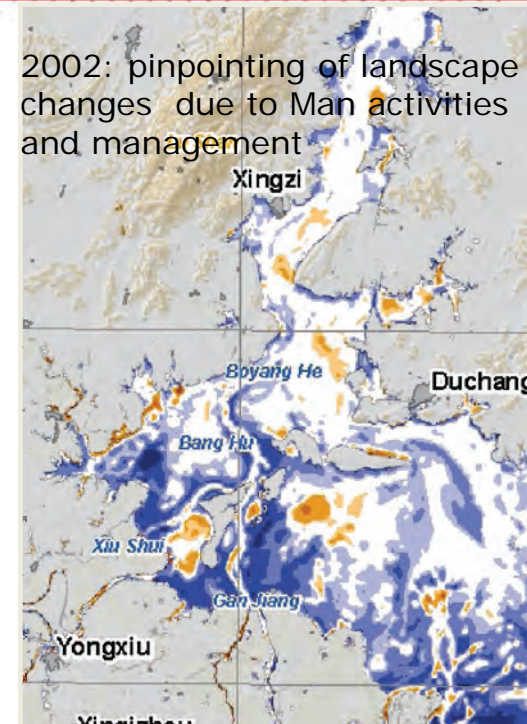 2002: pinpointing of landscape
changes due to Man activities
and management
Xingzi
Boyang He
Duchang
Bang Hu
Xiu Shui
Gan Jiang
Yongxiu